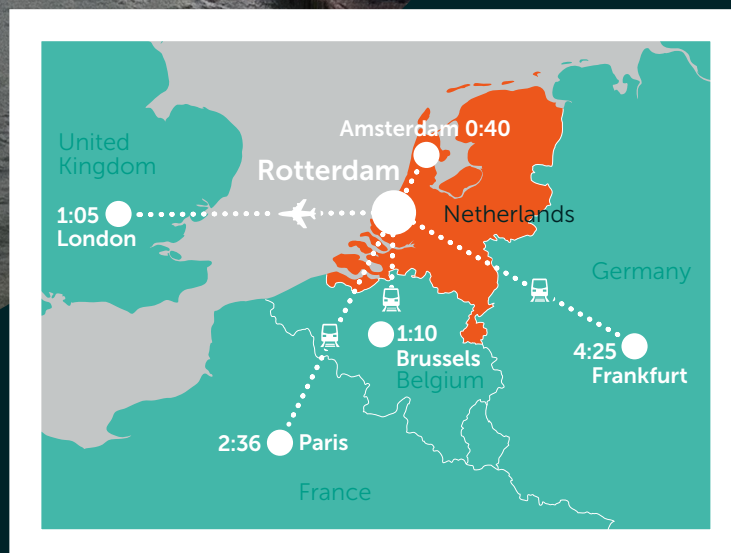 United
Kingdom
Amsterdam 0:40
Rotterdam
1:05
London
Netherlands
Germany
1:10
Brussels
Belgium
4:25
Frankfurt
2:36 Paris
France